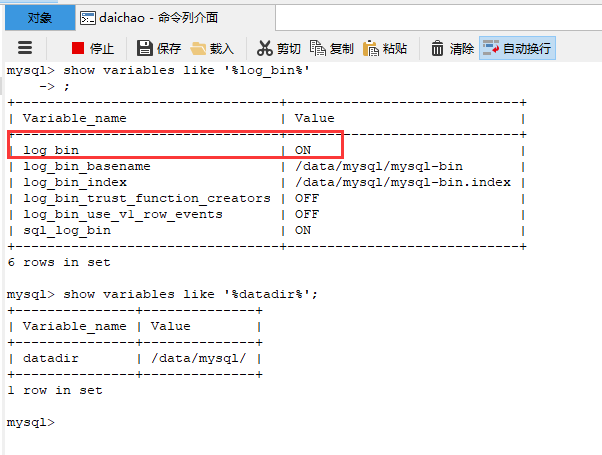 对象 daichao - 命令列介面
停止 保存 载入 剪切 复制 粘贴 清除 自动换行
mysql> show variables like '%log_bin%'
    -> ;
+---------------------------------+-----------------------------+
| Variable_name                   | Value                       |
+---------------------------------+-----------------------------+
| log_bin                         | ON                          |
| log_bin_basename                | /data/mysql/mysql-bin       |
| log_bin_index                   | /data/mysql/mysql-bin.index |
| log_bin_trust_function_creators | OFF                         |
| log_bin_use_v1_row_events       | OFF                         |
| sql_log_bin                     | ON                          |
+---------------------------------+-----------------------------+
6 rows in set

mysql> show variables like '%datadir%';
+---------------+--------------+
| Variable_name | Value        |
+---------------+--------------+
| datadir       | /data/mysql/ |
+---------------+--------------+
1 row in set

mysql>